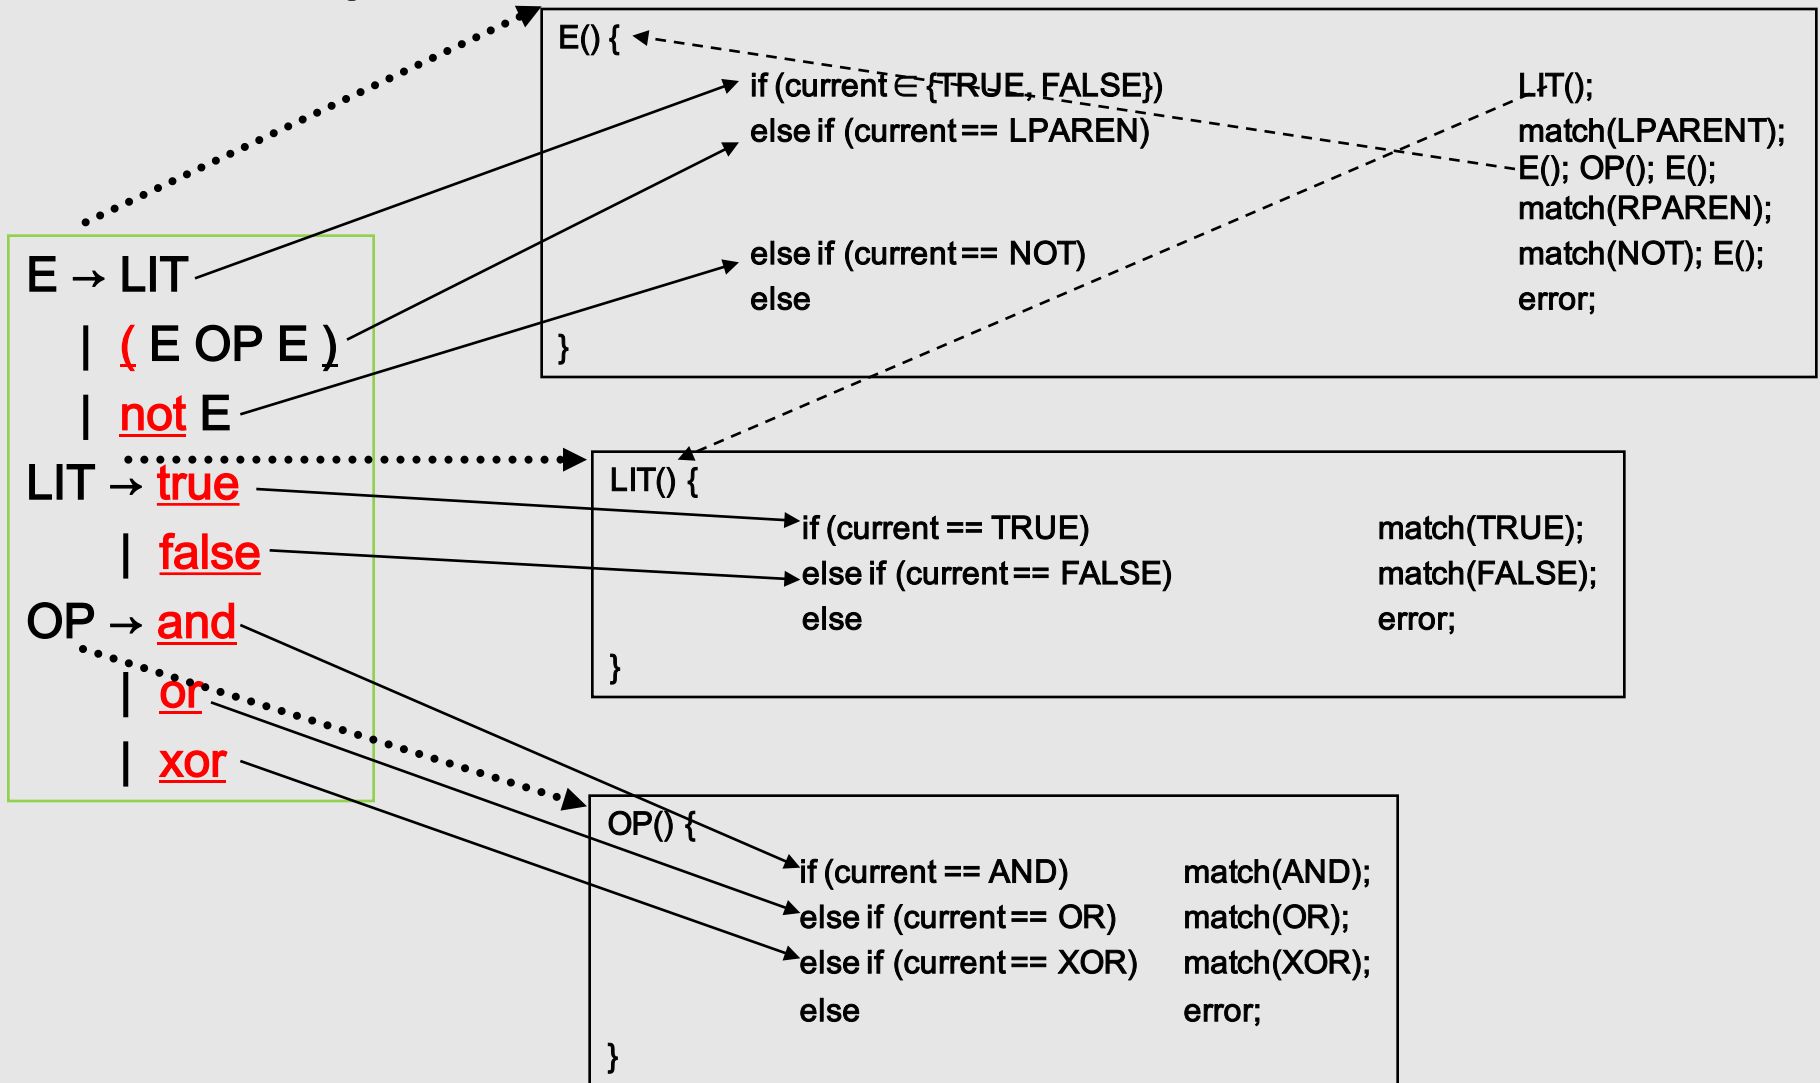 E() {
if (current ∈ {TRUE, FALSE}) LIT();
else if (current == LPAREN) match(LPARENT);
E(); OP(); E();
match(RPAREN);
else if (current == NOT) match(NOT); E();
else error;
}
E → LIT
| ( E OP E )
| not E
LIT → true
| false
OP → and
| or
| xor
LIT() {
if (current == TRUE) match(TRUE);
else if (current == FALSE) match(FALSE);
else error;
}
OP() {
if (current == AND) match(AND);
else if (current == OR) match(OR);
else if (current == XOR) match(XOR);
else error;
}